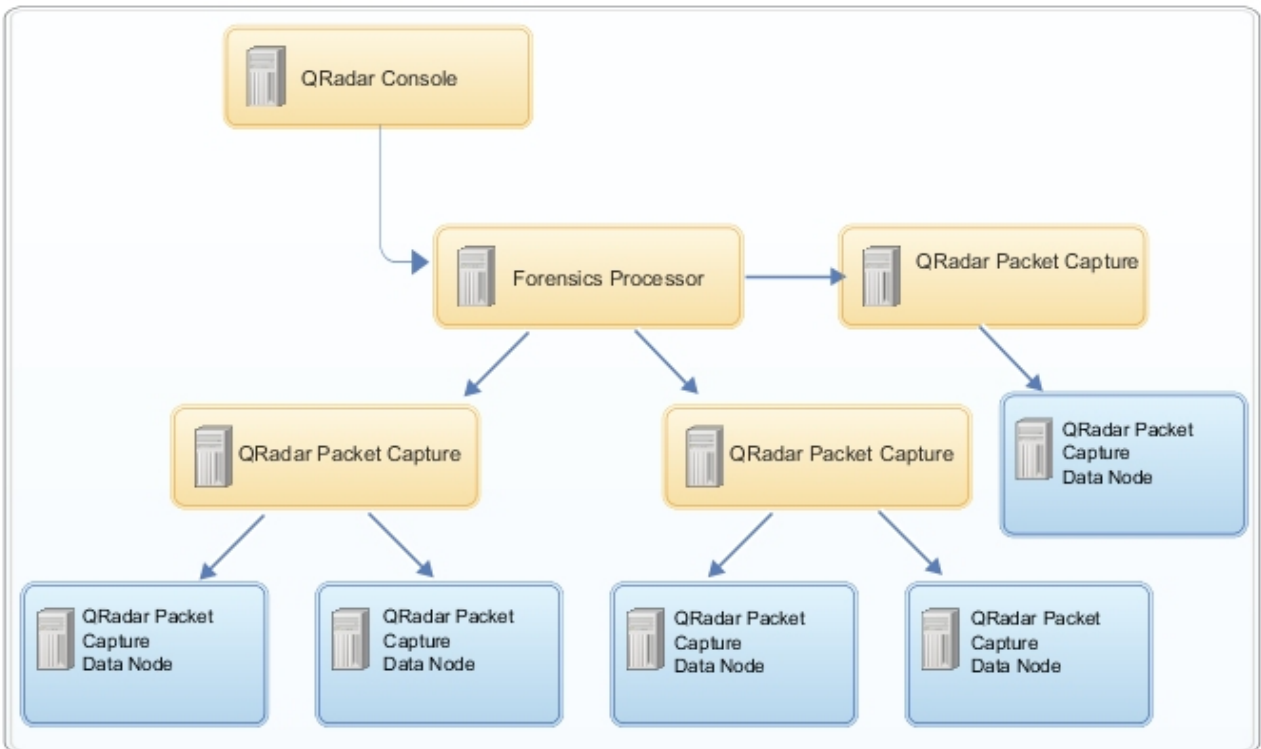 QRadar Console
Forensics Processor
QRadar Packet Capture
QRadar Packet Capture
QRadar Packet Capture
QRadar Packet
Capture
Data Node
QRadar Packet
Capture
Data Node
QRadar Packet
Capture
Data Node
QRadar Packet
Capture
Data Node
QRadar Packet
Capture
Data Node